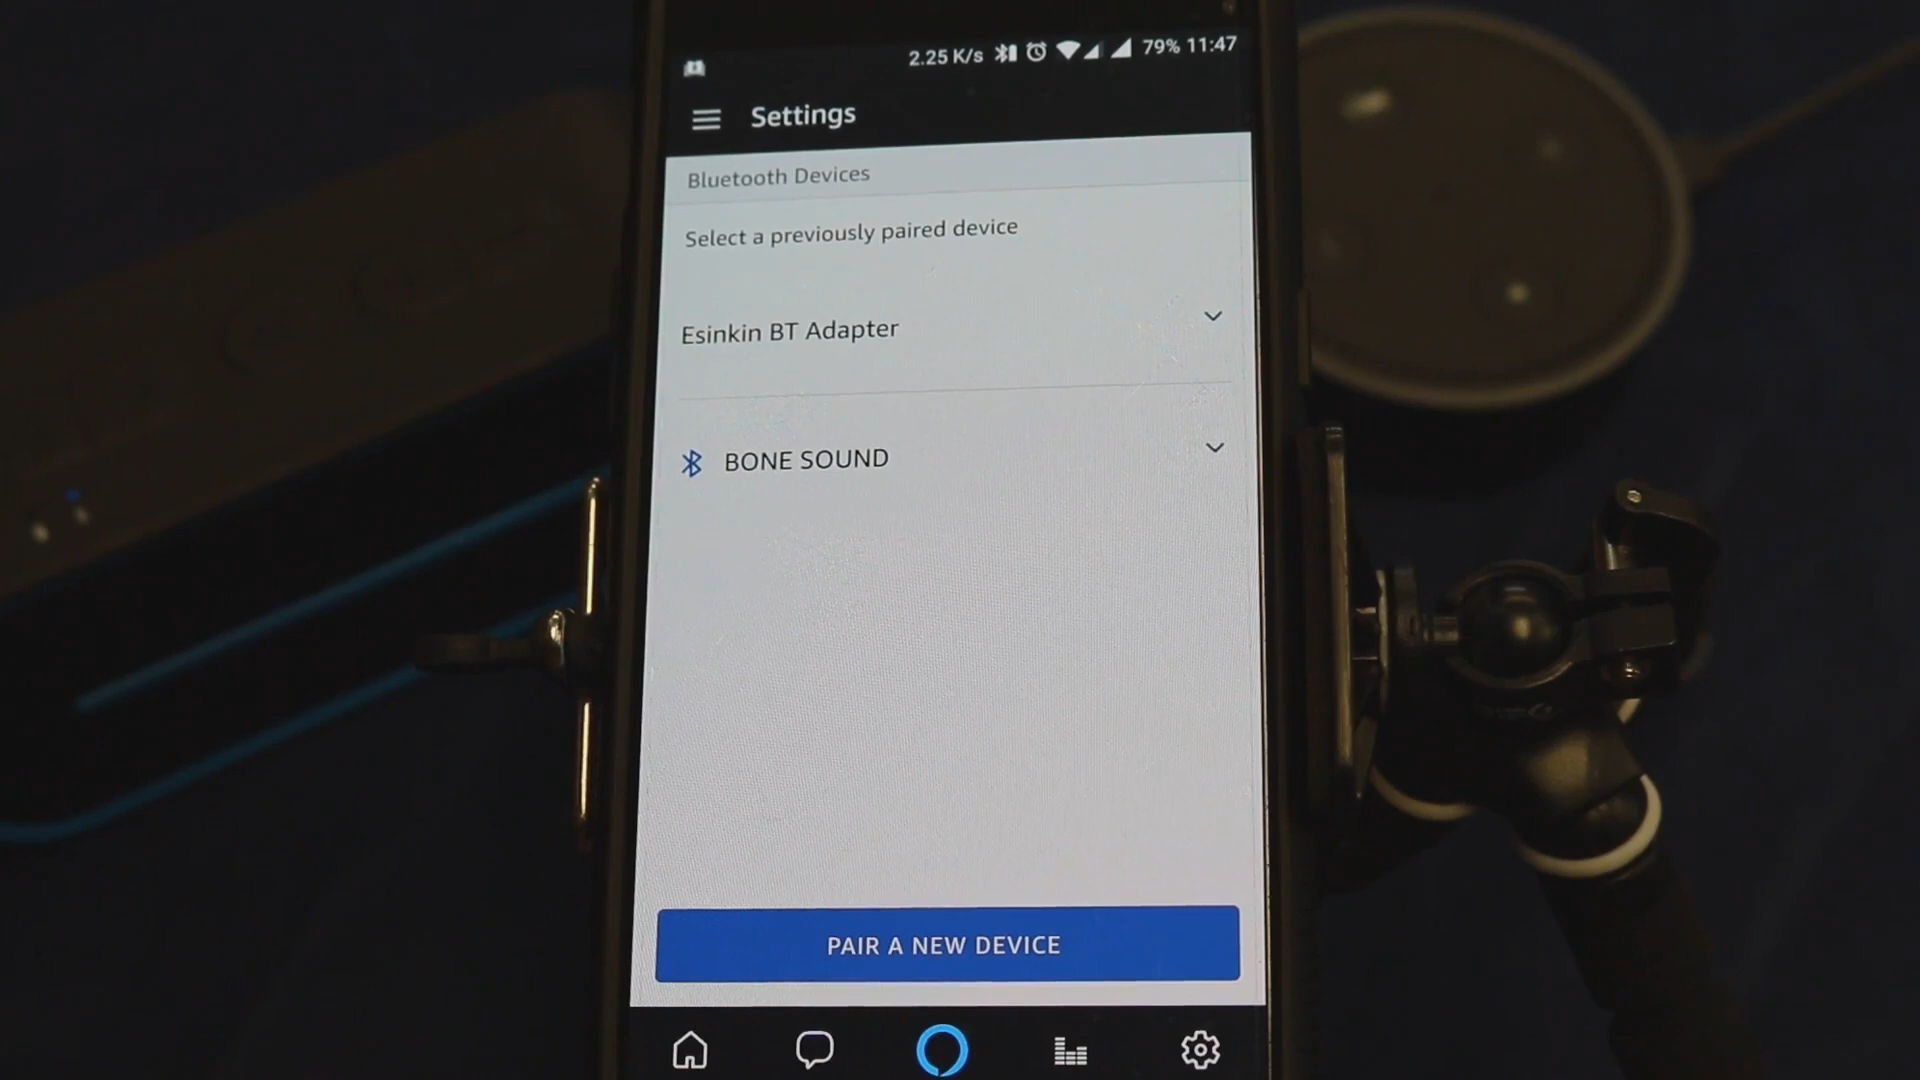 2.25 K/s 79% 11:47
Settings
Bluetooth Devices
Select a previously paired device
Esinkin BT Adapter
BONE SOUND
PAIR A NEW DEVICE